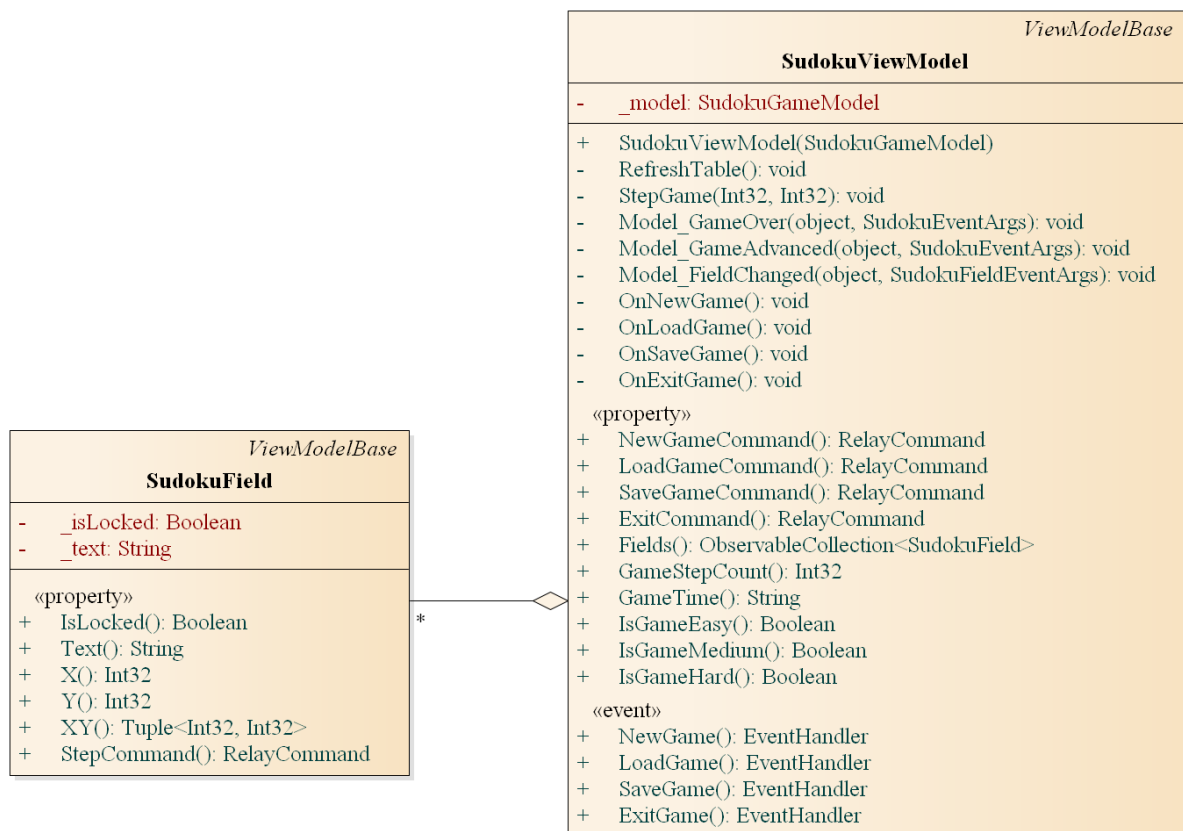 ViewModelBase
SudokuViewModel
- _model: SudokuGameModel
+ SudokuViewModel(SudokuGameModel)
- RefreshTable(): void
- StepGame(Int32, Int32): void
- Model_GameOver(object, SudokuEventArgs): void
- Model_GameAdvanced(object, SudokuEventArgs): void
- Model_FieldChanged(object, SudokuFieldEventArgs): void
- OnNewGame(): void
- OnLoadGame(): void
- OnSaveGame(): void
- OnExitGame(): void
«property»
+ NewGameCommand(): RelayCommand
+ LoadGameCommand(): RelayCommand
+ SaveGameCommand(): RelayCommand
+ ExitCommand(): RelayCommand
+ Fields(): ObservableCollection<SudokuField>
+ GameStepCount(): Int32
+ GameTime(): String
+ IsGameEasy(): Boolean
+ IsGameMedium(): Boolean
+ IsGameHard(): Boolean
«event»
+ NewGame(): EventHandler
+ LoadGame(): EventHandler
+ SaveGame(): EventHandler
+ ExitGame(): EventHandler
ViewModelBase
SudokuField
- _isLocked: Boolean
- _text: String
«property»
+ IsLocked(): Boolean
+ Text(): String
+ X(): Int32
+ Y(): Int32
+ XY(): Tuple<Int32, Int32>
+ StepCommand(): RelayCommand
*